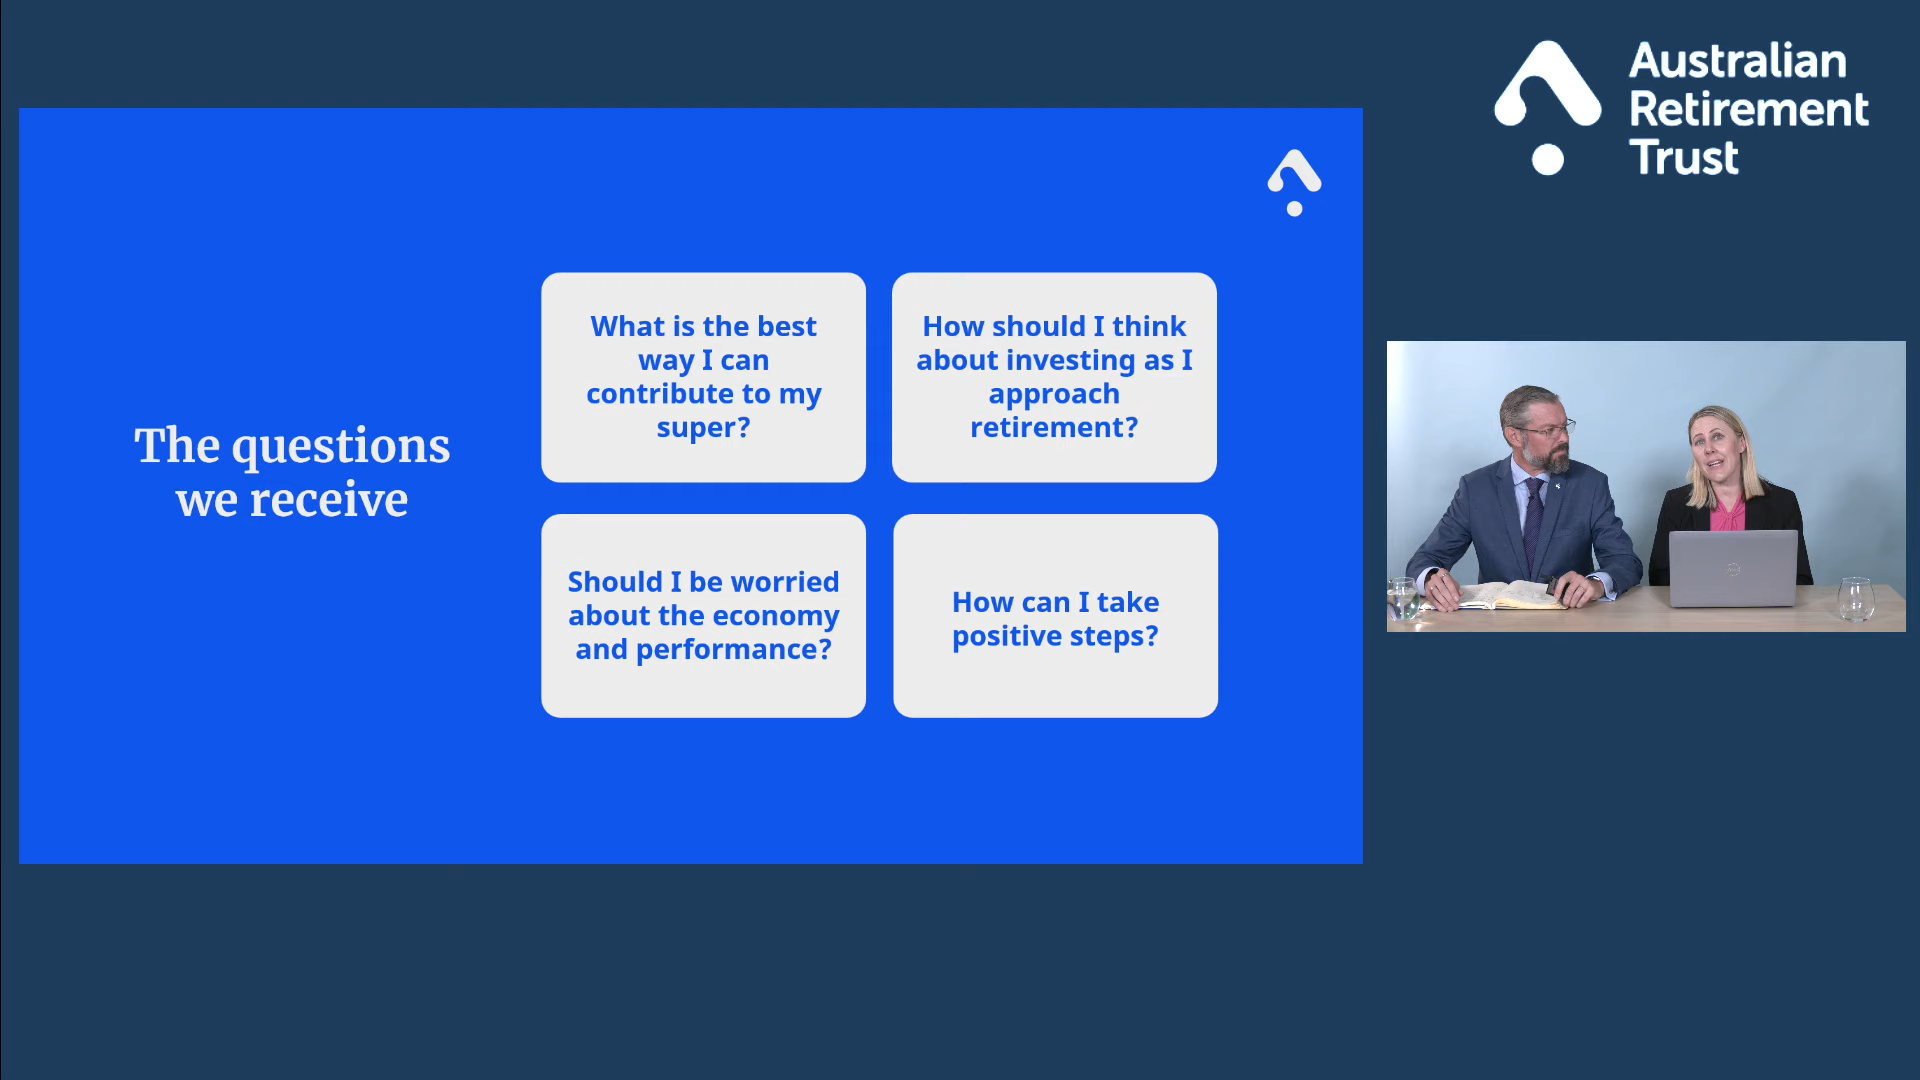 Australian
Retirement
Trust
The questions
we receive
What is the best
way I can
contribute to my
super?
How should I think
about investing as I
approach
retirement?
Should I be worried
about the economy
and performance?
How can I take
positive steps?